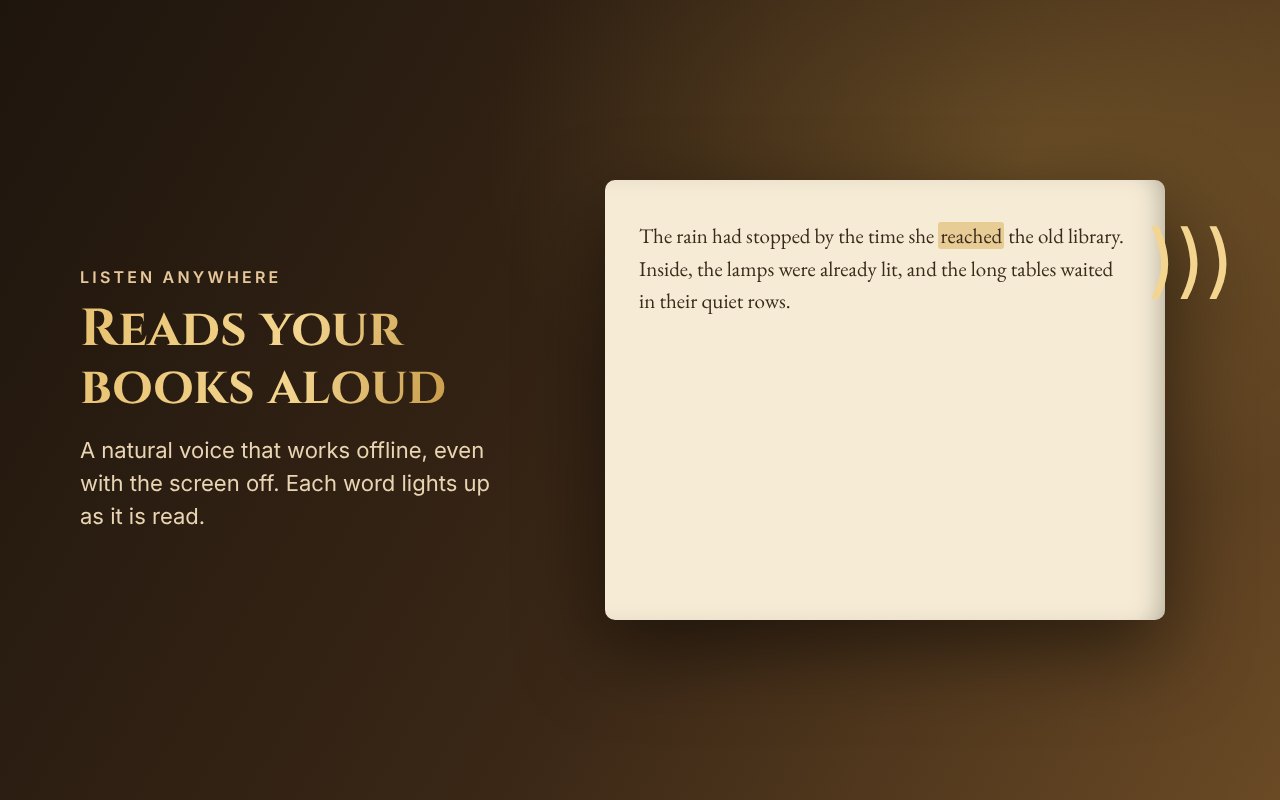 LISTEN ANYWHERE
READS YOUR
BOOKS ALOUD
A natural voice that works offline, even
with the screen off. Each word lights up
as it is read.
The rain had stopped by the time she reached the old library.
Inside, the lamps were already lit, and the long tables waited
in their quiet rows.